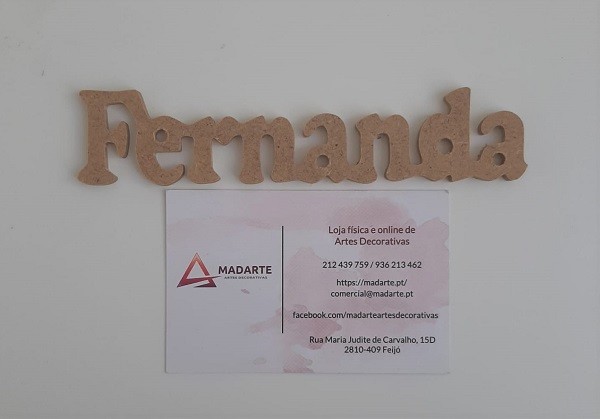 Fernanda
MADARTE
ARTES DECORATIVAS
Loja física e online de
Artes Decorativas
212 439 759 / 936 213 462
https://madarte.pt/
comercial@madarte.pt
facebook.com/madarteartesdecorativas
Rua Maria Judite de Carvalho, 15D
2810-409 Feijó